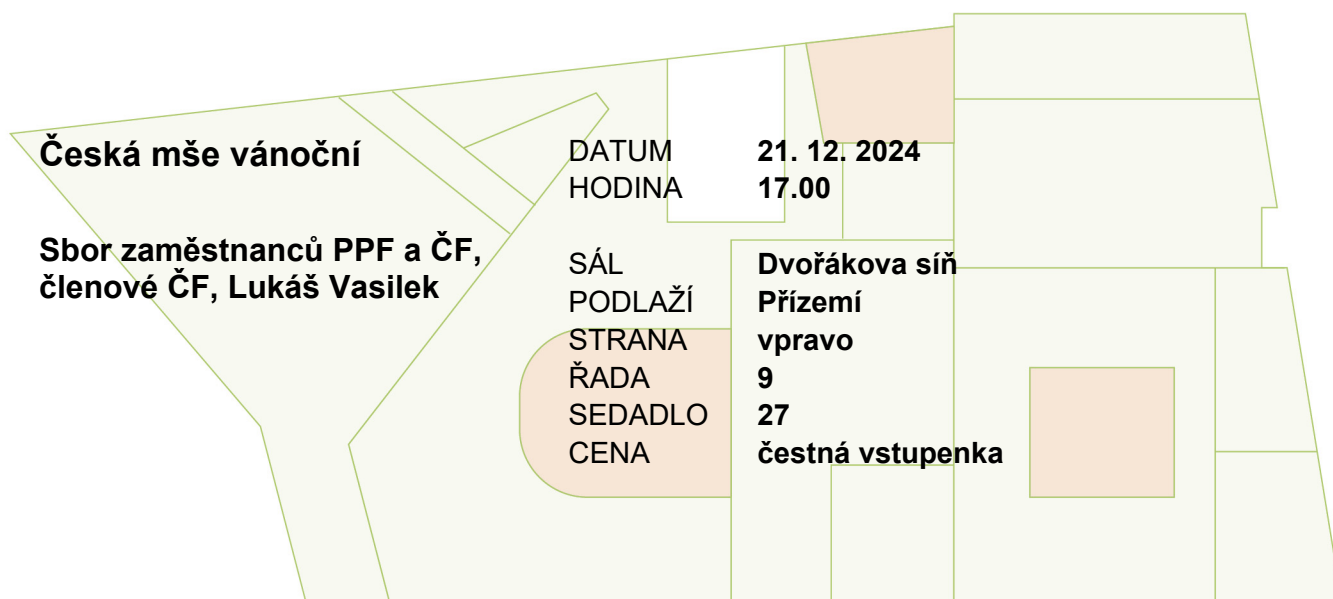 Česká mše vánoční
Sbor zaměstnanců PPF a ČF,
členové ČF, Lukáš Vasilek
DATUM 21. 12. 2024
HODINA 17.00
SÁL Dvořákova síň
PODLAŽÍ Přízemí
STRANA vpravo
ŘADA 9
SEDADLO 27
CENA čestná vstupenka